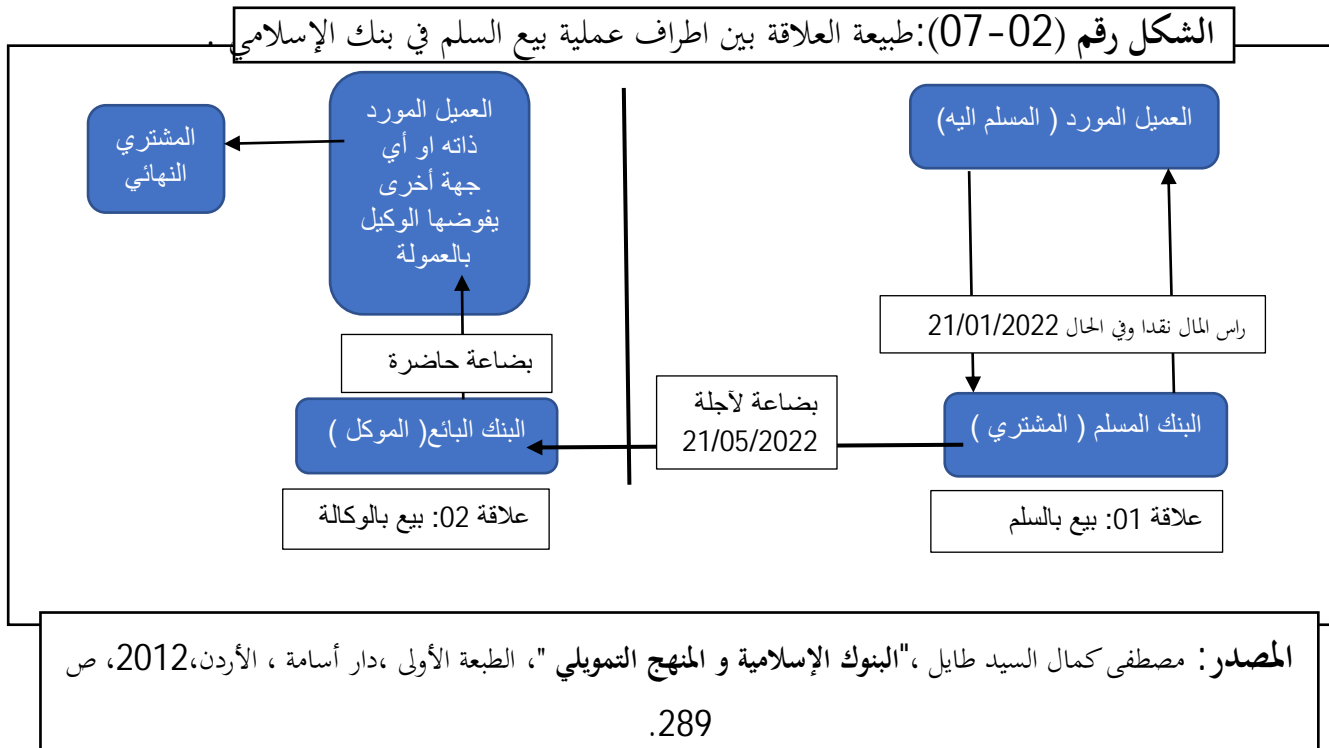 الشكل رقم (02-07):طبيعة العلاقة بين اطراف عملية بيع السلم في بنك الإسلامي .
العميل المورد ( المسلم اليه)
راس المال نقدا وفي الحال 21/01/2022
البنك المسلم ( المشتري )
علاقة 01: بيع بالسلم
بضاعة لآجلة
21/05/2022
العميل المورد
ذاته او أي
جهة أخرى
يفوضها الوكيل
بالعمولة
المشتري
النهائي
بضاعة حاضرة
البنك البائع( الموكل )
علاقة 02: بيع بالوكالة
المصدر: مصطفى كمال السيد طايل ،"البنوك الإسلامية و المنهج التمويلي "، الطبعة الأولى ،دار أسامة ، الأردن،2012، ص
289.